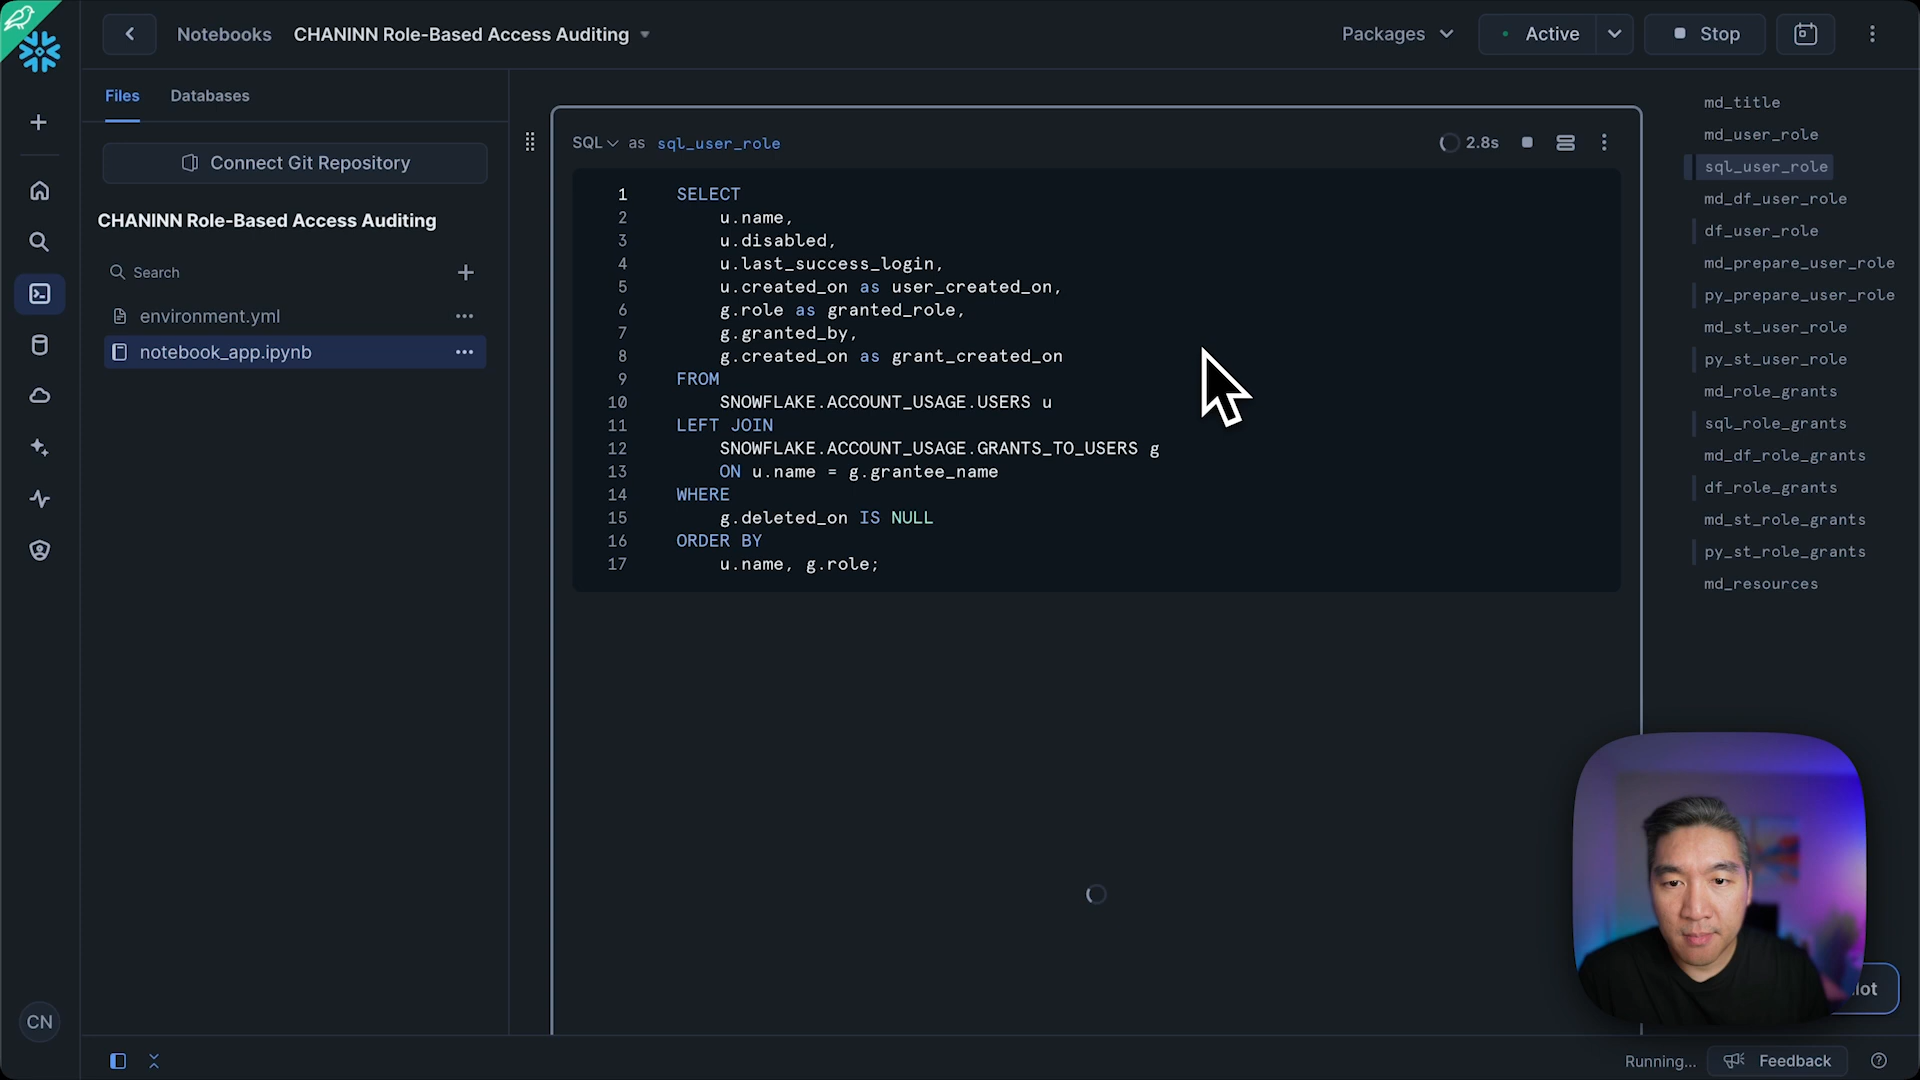 Notebooks
CHANINN Role-Based Access Auditing
Packages
Active
Stop
Files
Databases
Connect Git Repository
CHANINN Role-Based Access Auditing
Search
environment.yml
notebook_app.ipynb
CN
SQL as sql_user_role
2.8s
1 SELECT
2 u.name,
3 u.disabled,
4 u.last_success_login,
5 u.created_on as user_created_on,
6 g.role as granted_role,
7 g.granted_by,
8 g.created_on as grant_created_on
9 FROM
10 SNOWFLAKE.ACCOUNT_USAGE.USERS u
11 LEFT JOIN
12 SNOWFLAKE.ACCOUNT_USAGE.GRANTS_TO_USERS g
13 ON u.name = g.grantee_name
14 WHERE
15 g.deleted_on IS NULL
16 ORDER BY
17 u.name, g.role;
md_title
md_user_role
sql_user_role
md_df_user_role
df_user_role
md_prepare_user_role
py_prepare_user_role
md_st_user_role
py_st_user_role
md_role_grants
sql_role_grants
md_df_role_grants
df_role_grants
md_st_role_grants
py_st_role_grants
md_resources
Running...
Feedback